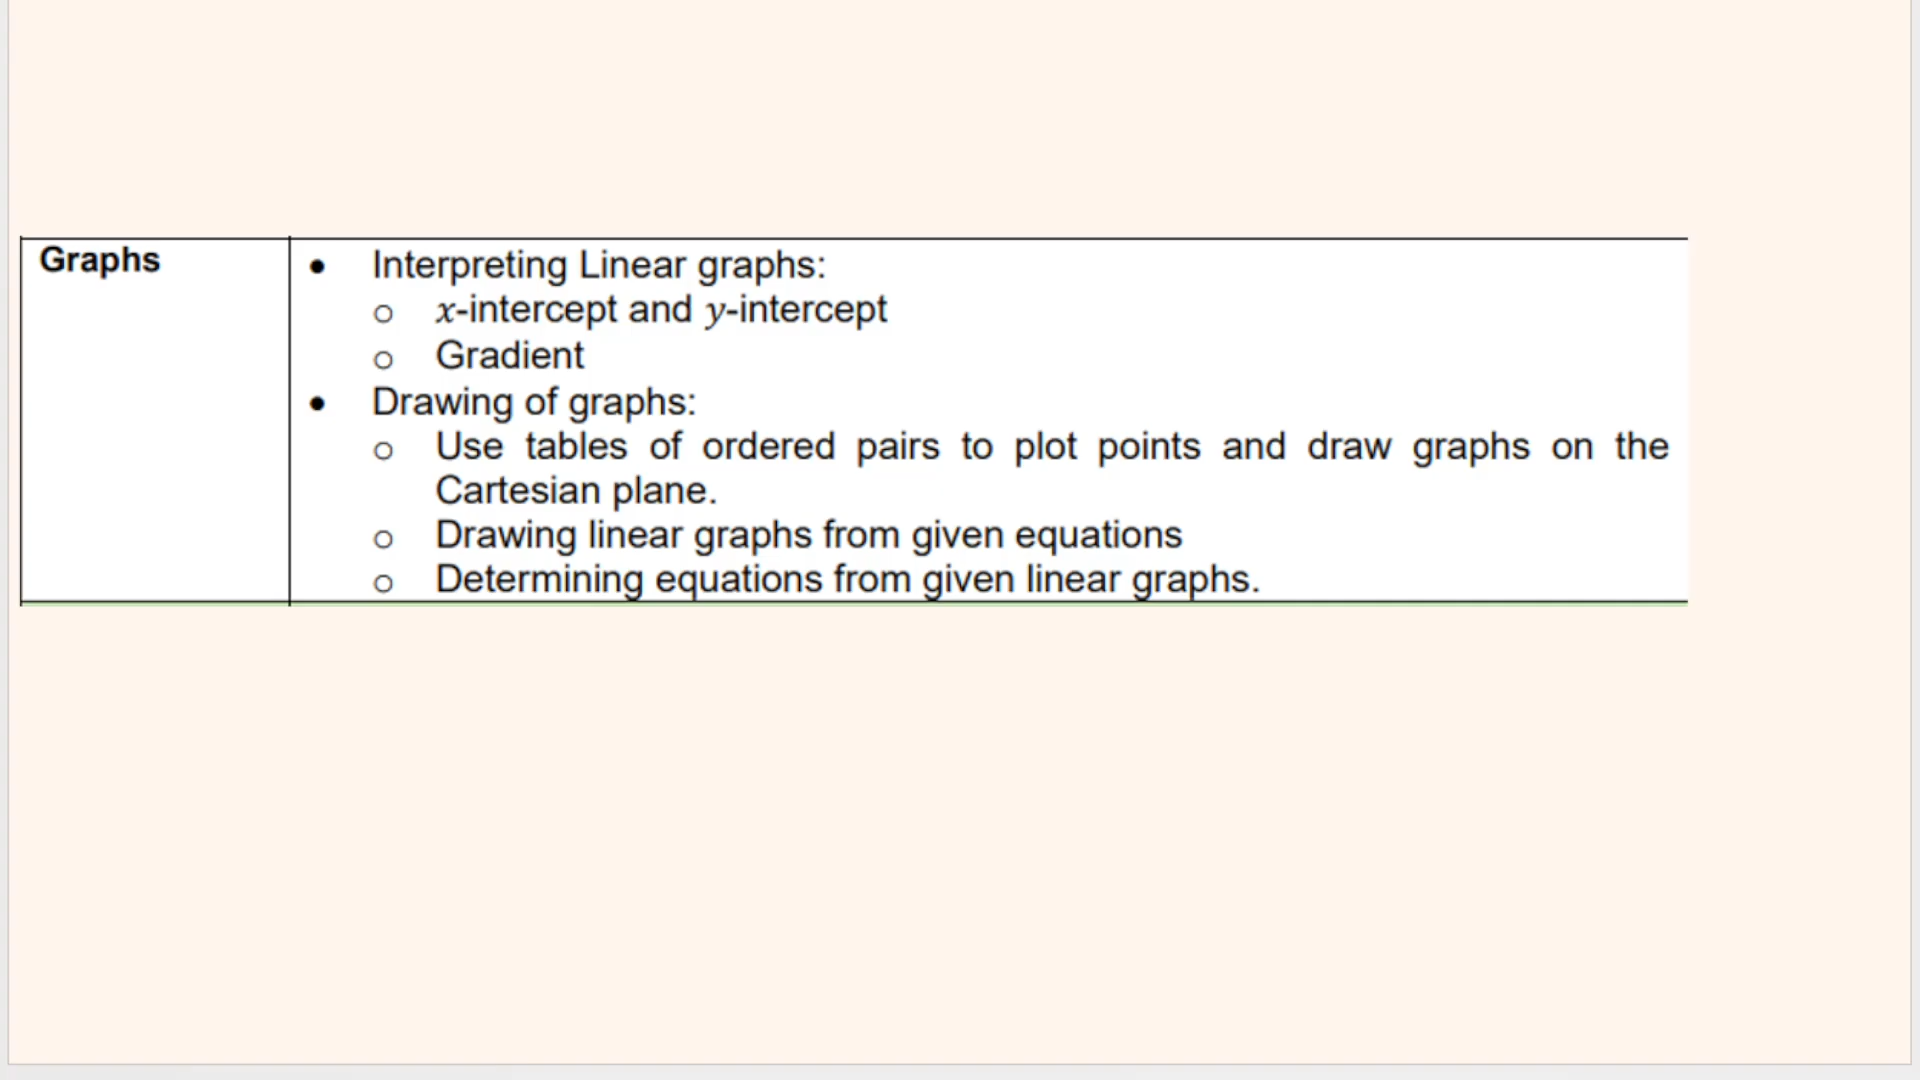 Graphs
• Interpreting Linear graphs:
o x-intercept and y-intercept
o Gradient
• Drawing of graphs:
o Use tables of ordered pairs to plot points and draw graphs on the
Cartesian plane.
o Drawing linear graphs from given equations
o Determining equations from given linear graphs.